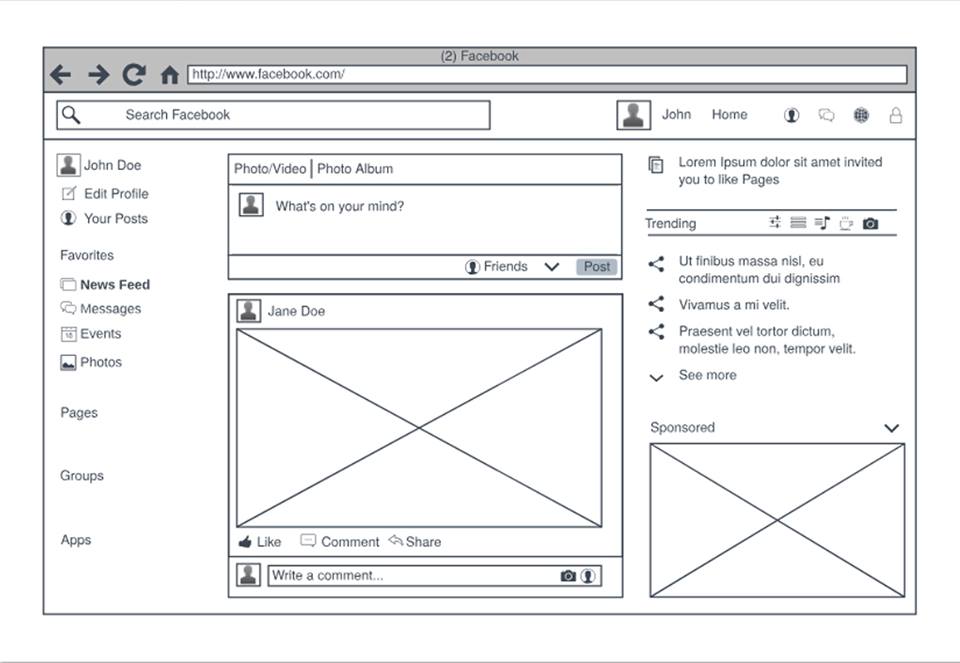 (2) Facebook
http://www.facebook.com/
Search Facebook
John Home
John Doe
Edit Profile
Your Posts
Favorites
News Feed
Messages
Events
Photos
Pages
Groups
Apps
Photo/Video | Photo Album
What's on your mind?
Friends
Post
Jane Doe
Like Comment Share
Write a comment...
Lorem Ipsum dolor sit amet invited
you to like Pages
Trending
Ut finibus massa nisl, eu
condimentum dui dignissim
Vivamus a mi velit.
Praesent vel tortor dictum,
molestie leo non, tempor velit.
See more
Sponsored